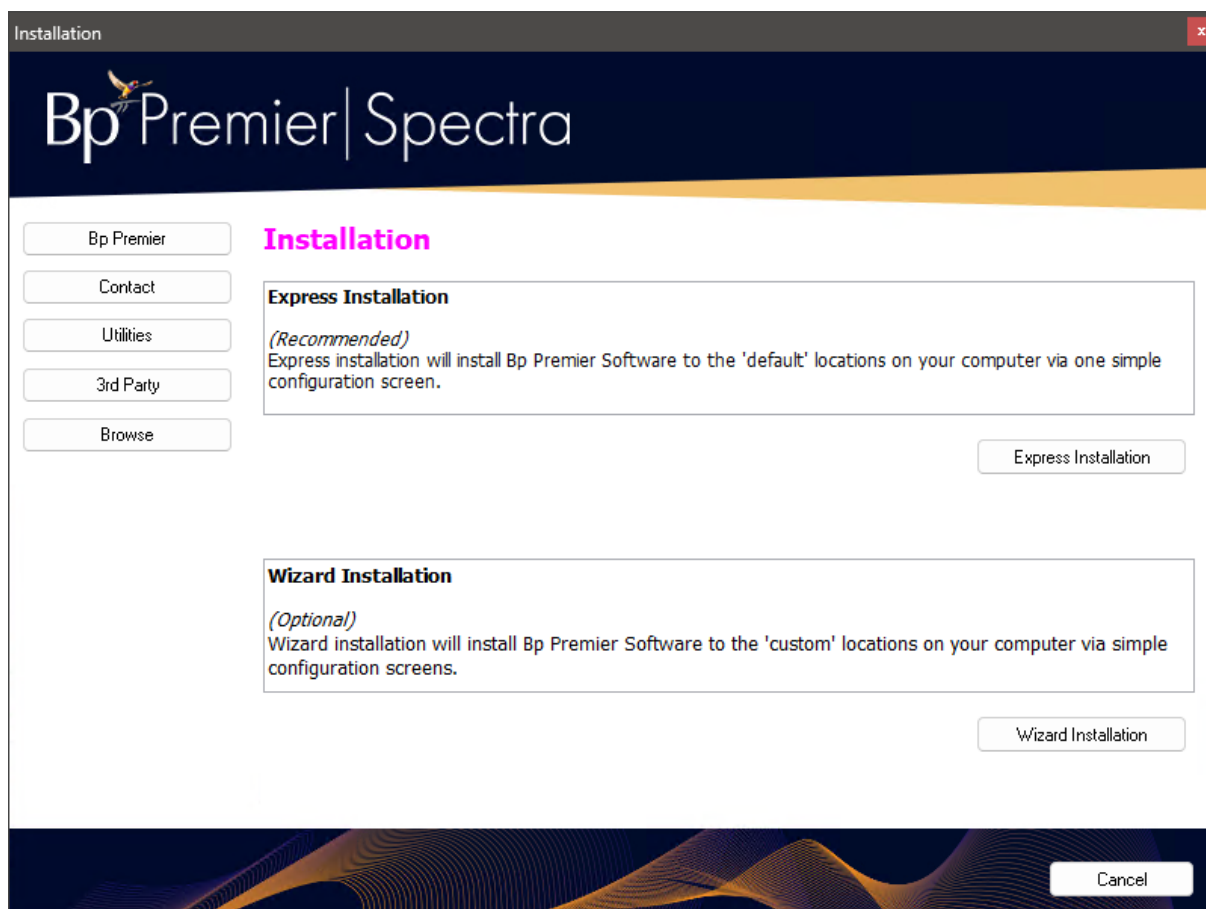 Installation
x
Bp Premier | Spectra
Bp Premier
Contact
Utilities
3rd Party
Browse
Installation
Express Installation
(Recommended)
Express installation will install Bp Premier Software to the 'default' locations on your computer via one simple
configuration screen.
Express Installation
Wizard Installation
(Optional)
Wizard installation will install Bp Premier Software to the 'custom' locations on your computer via simple
configuration screens.
Wizard Installation
Cancel